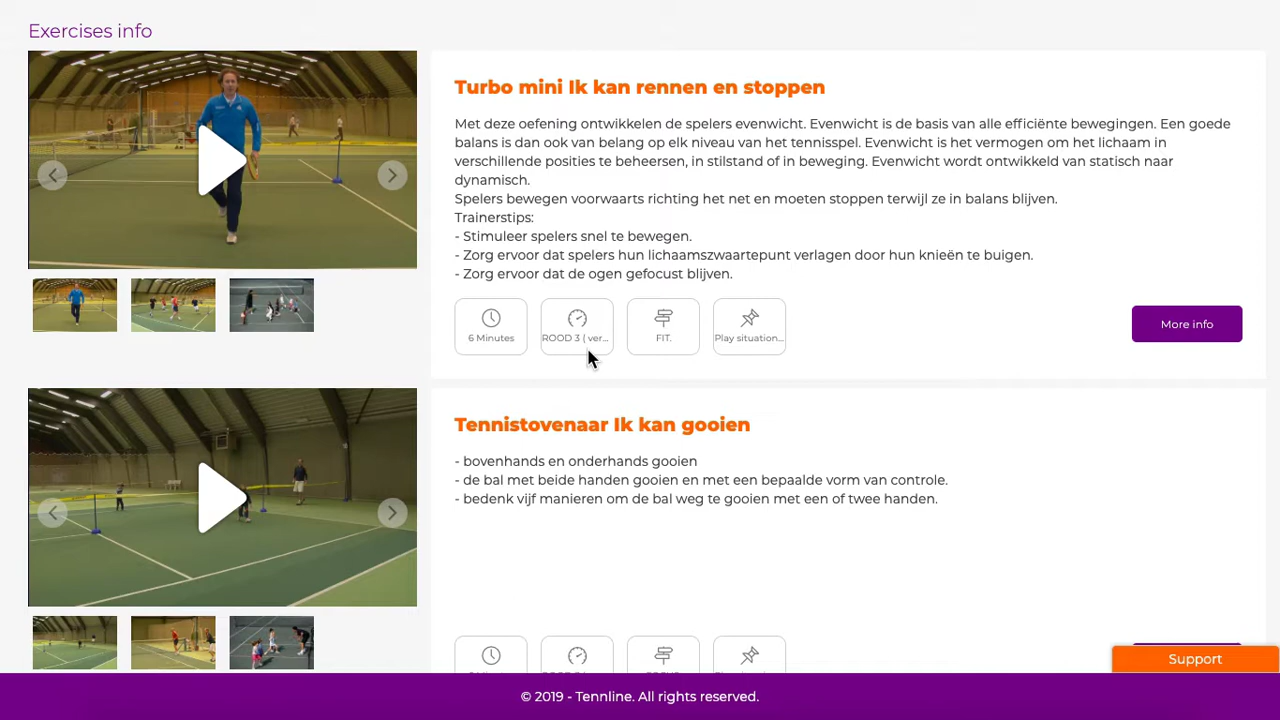 Exercises info
Turbo mini Ik kan rennen en stoppen
Met deze oefening ontwikkelen de spelers evenwicht. Evenwicht is de basis van alle efficiënte bewegingen. Een goede
balans is dan ook van belang op elk niveau van het tennisspel. Evenwicht is het vermogen om het lichaam in
verschillende posities te beheersen, in stilstand of in beweging. Evenwicht wordt ontwikkeld van statisch naar
dynamisch.
Spelers bewegen voorwaarts richting het net en moeten stoppen terwijl ze in balans blijven.
Trainerstips:
- Stimuleer spelers snel te bewegen.
- Zorg ervoor dat spelers hun lichaamszwaartepunt verlagen door hun knieën te buigen.
- Zorg ervoor dat de ogen gefocust blijven.
6 Minutes
ROOD 3 ( ver...
FIT.
Play situation...
More info
Tennistovenaar Ik kan gooien
- bovenhands en onderhands gooien
- de bal met beide handen gooien en met een bepaalde vorm van controle.
- bedenk vijf manieren om de bal weg te gooien met een of twee handen.
Support
© 2019 - Tennline. All rights reserved.